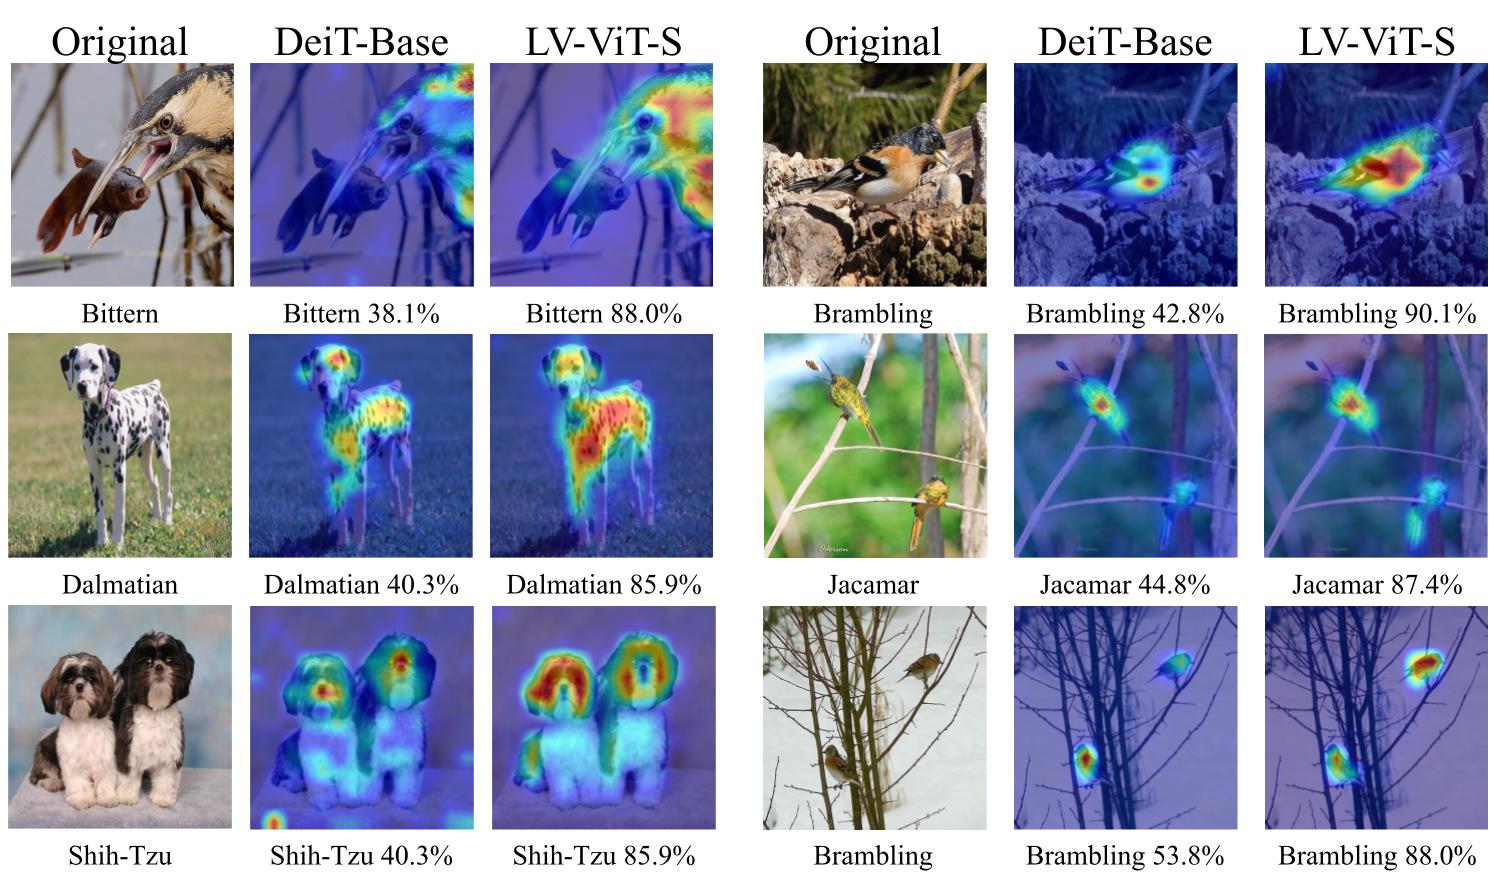 Original DeiT-Base LV-ViT-S Original DeiT-Base LV-ViT-S
Bittern Bittern 38.1% Bittern 88.0% Brambling Brambling 42.8% Brambling 90.1%
Dalmatian Dalmatian 40.3% Dalmatian 85.9% Jacamar Jacamar 44.8% Jacamar 87.4%
Shih-Tzu Shih-Tzu 40.3% Shih-Tzu 85.9% Brambling Brambling 53.8% Brambling 88.0%